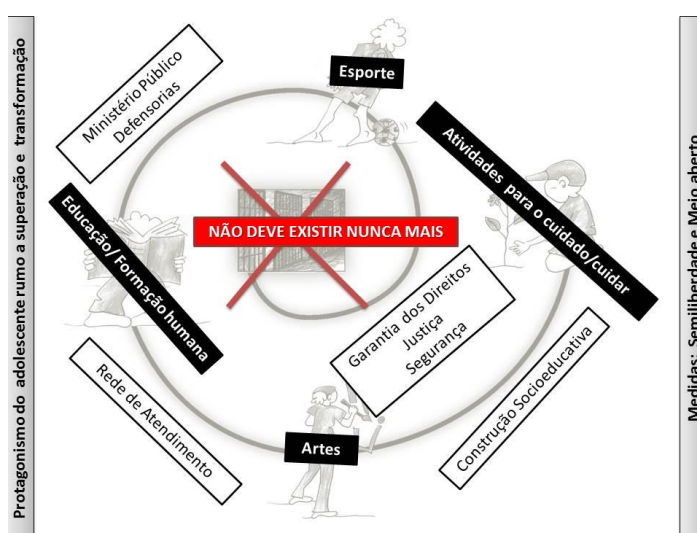 Protagonismo do adolescente rumo a superação e transformação
Ministério Público
Defensorias
Esporte
Atividades para o cuidado/cuidar
NÃO DEVE EXISTIR NUNCA MAIS
Educação/ Formação humana
Garantia dos Direitos
Justiça
Segurança
Rede de Atendimento
Artes
Construção Socioeducativa
Medidas: Semiliberdade e Meio aberto